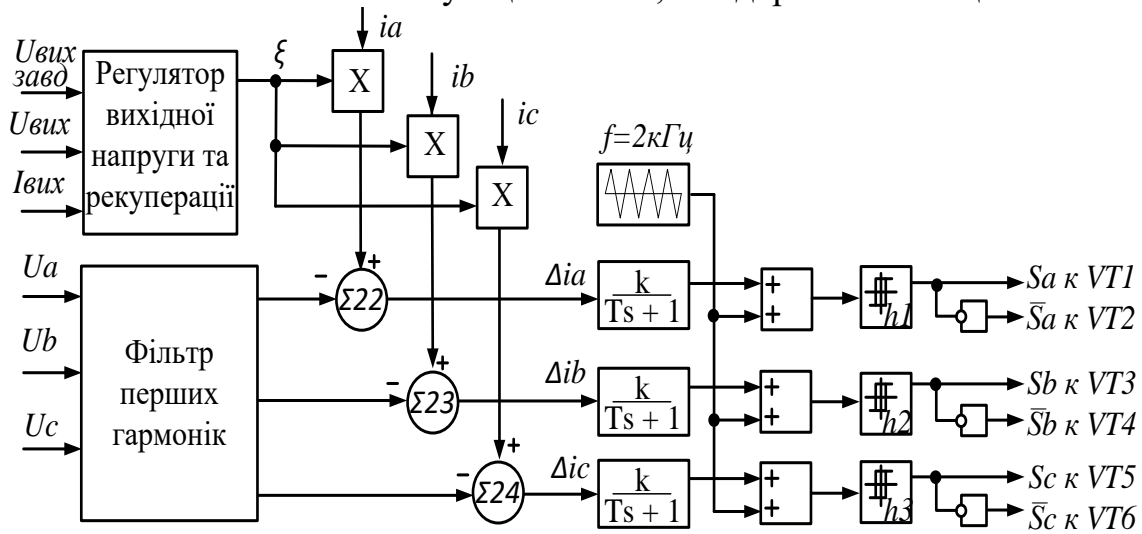 ia
ib
ic
Uвих
завд
Uвих
Iвих
Регулятор
вихідної
напруги та
рекуперації
ξ
X
X
X
f=2кГц
Ua
Ub
Uc
Фільтр
перших
гармонік
- +
Σ22
- +
Σ23
- +
Σ24
Δia
k
Ts + 1
+
+
h1
Sa к VT1
S̅a к VT2
Δib
k
Ts + 1
+
+
h2
Sb к VT3
S̅b к VT4
Δic
k
Ts + 1
+
+
h3
Sc к VT5
S̅c к VT6